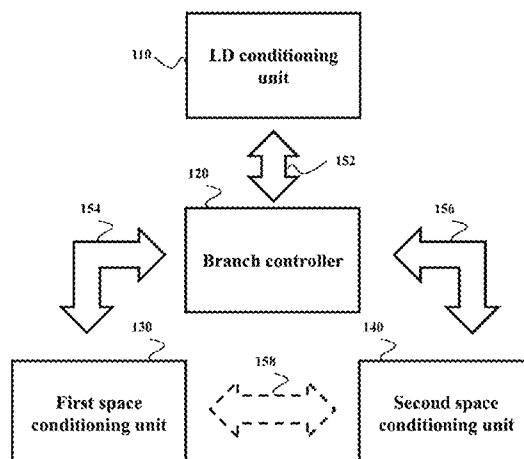 110
LD conditioning
unit
152
120
154
156
Branch controller
130
140
158
First space
conditioning unit
Second space
conditioning unit